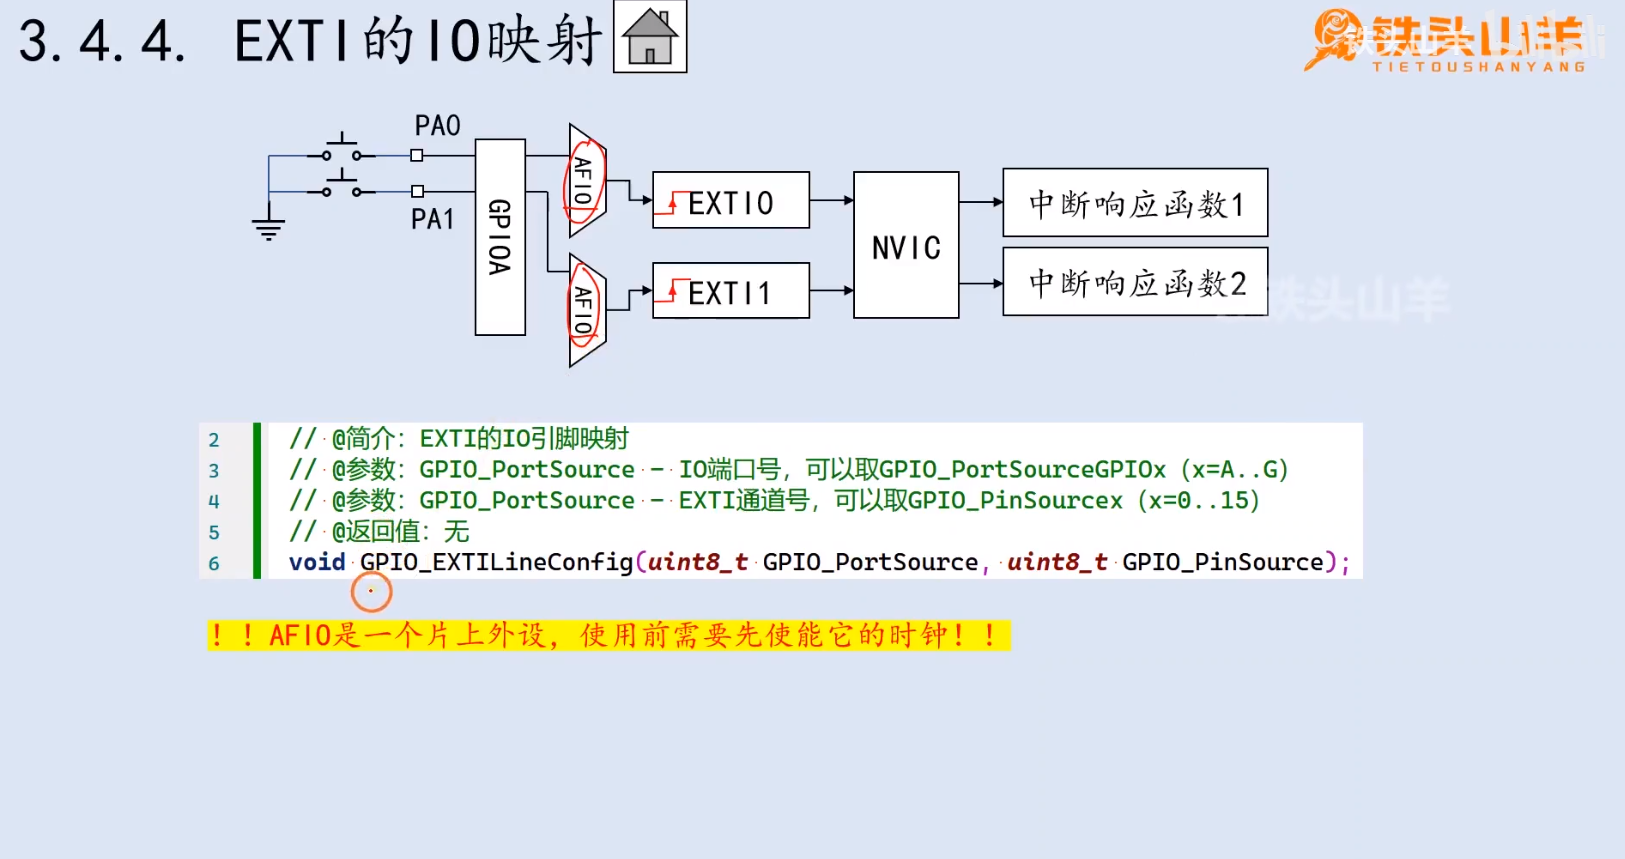 3.4.4. EXTI的IO映射
铁头山羊
TIETOUSHANYANG
铁头山羊
PA0
PA1
GPIOA
AFIO
AFIO
EXTI0
EXTI1
NVIC
中断响应函数1
中断响应函数2
铁头山羊
2 // @简介: EXTI的IO引脚映射
3 // @参数: GPIO_PortSource - IO端口号, 可以取GPIO_PortSourceGPIOx (x=A..G)
4 // @参数: GPIO_PortSource - EXTI通道号, 可以取GPIO_PinSourcex (x=0..15)
5 // @返回值: 无
6 void GPIO_EXTILineConfig(uint8_t GPIO_PortSource, uint8_t GPIO_PinSource);
！！AFIO是一个片上外设，使用前需要先使能它的时钟！！